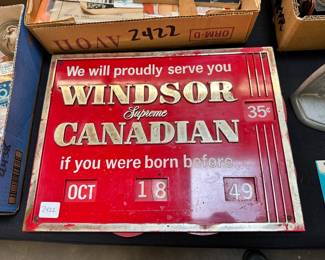 2422
ORM-D
We will proudly serve you
WINDSOR
Supreme
35¢
CANADIAN
if you were born before...
OCT 18 49
2422